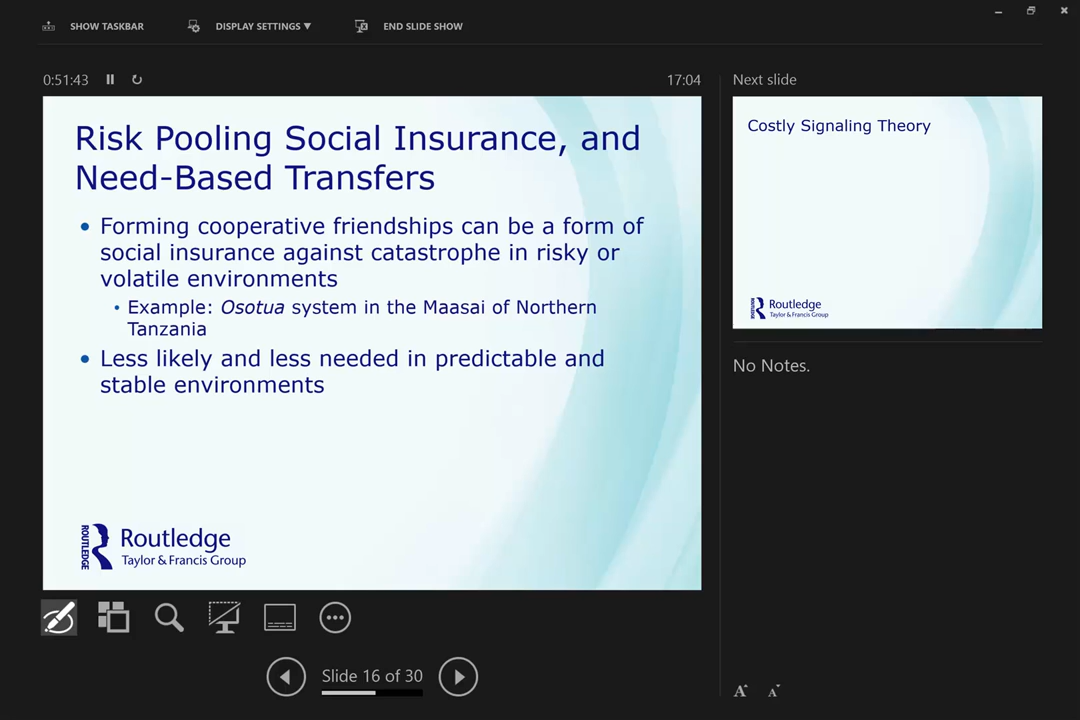 SHOW TASKBAR
DISPLAY SETTINGS ▼
END SLIDE SHOW
0:51:43
17:04
Next slide
Risk Pooling Social Insurance, and
Need-Based Transfers
• Forming cooperative friendships can be a form of
social insurance against catastrophe in risky or
volatile environments
• Example: Osotua system in the Maasai of Northern
Tanzania
• Less likely and less needed in predictable and
stable environments
ROUTLEDGE
Routledge
Taylor & Francis Group
Costly Signaling Theory
ROUTLEDGE
Routledge
Taylor & Francis Group
No Notes.
Slide 16 of 30
A A